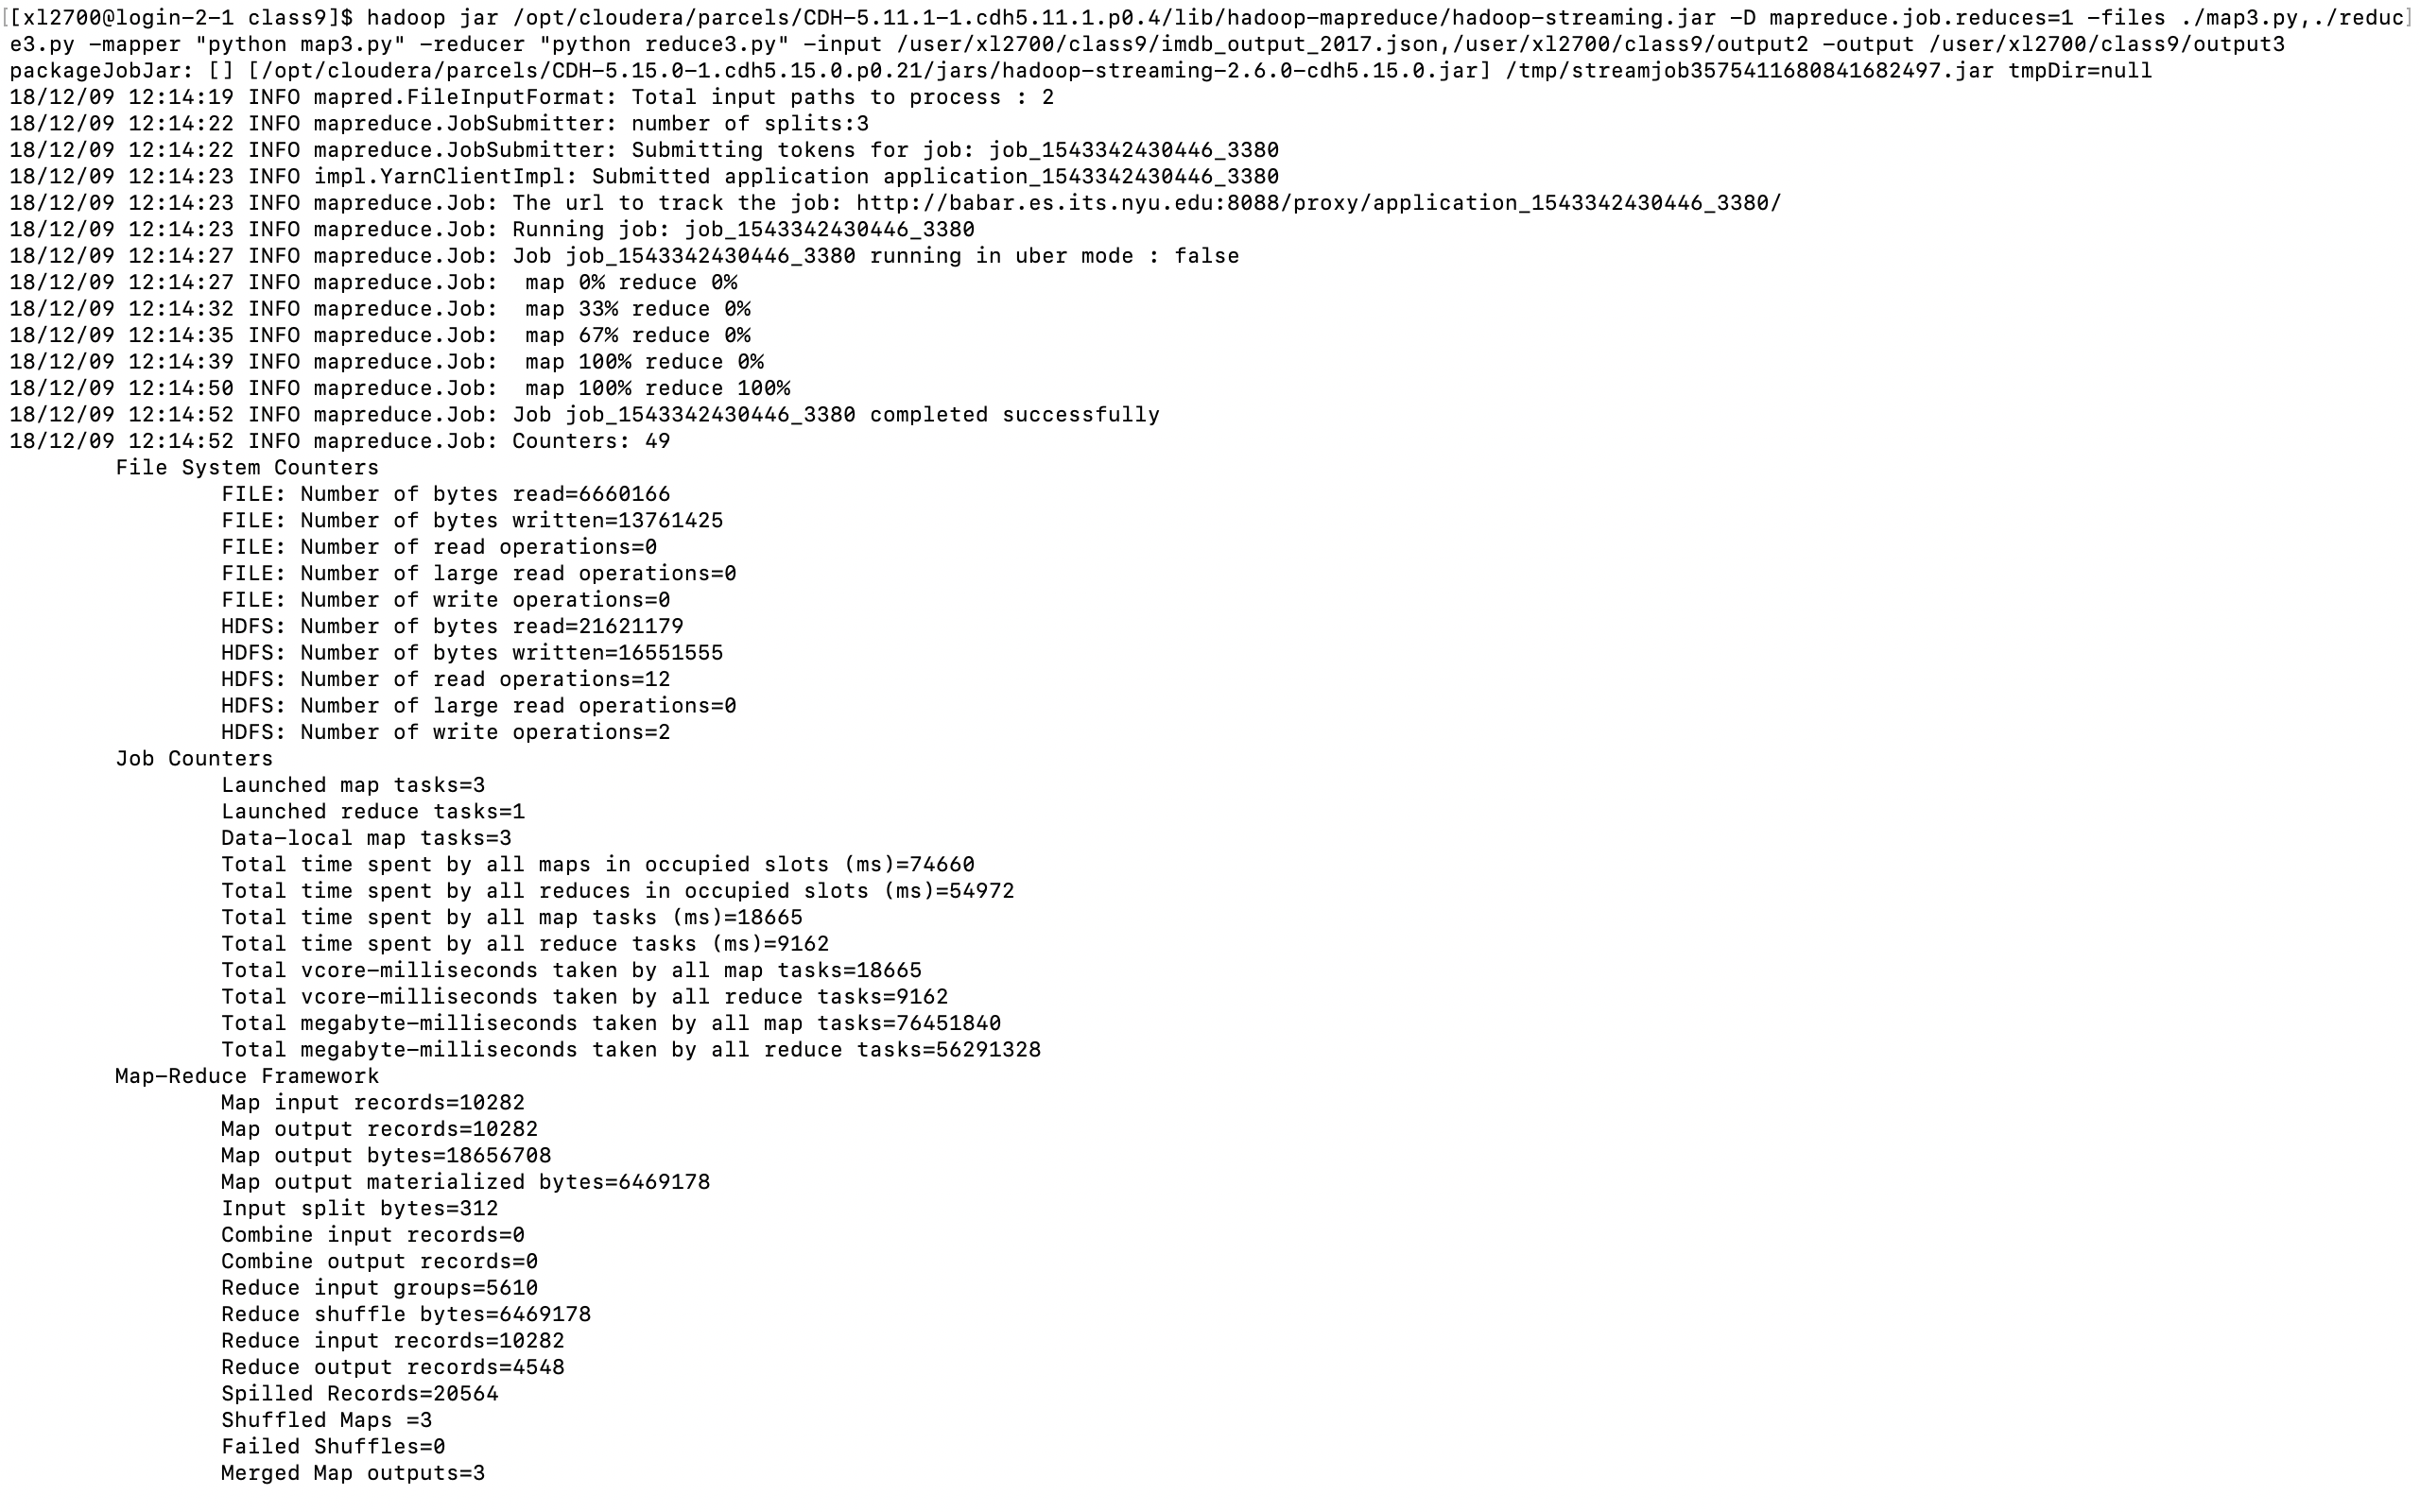 [[xl2700@login-2-1 class9]$ hadoop jar /opt/cloudera/parcels/CDH-5.11.1-1.cdh5.11.1.p0.4/lib/hadoop-mapreduce/hadoop-streaming.jar -D mapreduce.job.reduces=1 -files ./map3.py,./reduc]
e3.py -mapper "python map3.py" -reducer "python reduce3.py" -input /user/xl2700/class9/imdb_output_2017.json,/user/xl2700/class9/output2 -output /user/xl2700/class9/output3
packageJobJar: [] [/opt/cloudera/parcels/CDH-5.15.0-1.cdh5.15.0.p0.21/jars/hadoop-streaming-2.6.0-cdh5.15.0.jar] /tmp/streamjob3575411680841682497.jar tmpDir=null
18/12/09 12:14:19 INFO mapred.FileInputFormat: Total input paths to process : 2
18/12/09 12:14:22 INFO mapreduce.JobSubmitter: number of splits:3
18/12/09 12:14:22 INFO mapreduce.JobSubmitter: Submitting tokens for job: job_1543342430446_3380
18/12/09 12:14:23 INFO impl.YarnClientImpl: Submitted application application_1543342430446_3380
18/12/09 12:14:23 INFO mapreduce.Job: The url to track the job: http://babar.es.its.nyu.edu:8088/proxy/application_1543342430446_3380/
18/12/09 12:14:23 INFO mapreduce.Job: Running job: job_1543342430446_3380
18/12/09 12:14:27 INFO mapreduce.Job: Job job_1543342430446_3380 running in uber mode : false
18/12/09 12:14:27 INFO mapreduce.Job:  map 0% reduce 0%
18/12/09 12:14:32 INFO mapreduce.Job:  map 33% reduce 0%
18/12/09 12:14:35 INFO mapreduce.Job:  map 67% reduce 0%
18/12/09 12:14:39 INFO mapreduce.Job:  map 100% reduce 0%
18/12/09 12:14:50 INFO mapreduce.Job:  map 100% reduce 100%
18/12/09 12:14:52 INFO mapreduce.Job: Job job_1543342430446_3380 completed successfully
18/12/09 12:14:52 INFO mapreduce.Job: Counters: 49
File System Counters
FILE: Number of bytes read=6660166
FILE: Number of bytes written=13761425
FILE: Number of read operations=0
FILE: Number of large read operations=0
FILE: Number of write operations=0
HDFS: Number of bytes read=21621179
HDFS: Number of bytes written=16551555
HDFS: Number of read operations=12
HDFS: Number of large read operations=0
HDFS: Number of write operations=2
Job Counters
Launched map tasks=3
Launched reduce tasks=1
Data-local map tasks=3
Total time spent by all maps in occupied slots (ms)=74660
Total time spent by all reduces in occupied slots (ms)=54972
Total time spent by all map tasks (ms)=18665
Total time spent by all reduce tasks (ms)=9162
Total vcore-milliseconds taken by all map tasks=18665
Total vcore-milliseconds taken by all reduce tasks=9162
Total megabyte-milliseconds taken by all map tasks=76451840
Total megabyte-milliseconds taken by all reduce tasks=56291328
Map-Reduce Framework
Map input records=10282
Map output records=10282
Map output bytes=18656708
Map output materialized bytes=6469178
Input split bytes=312
Combine input records=0
Combine output records=0
Reduce input groups=5610
Reduce shuffle bytes=6469178
Reduce input records=10282
Reduce output records=4548
Spilled Records=20564
Shuffled Maps =3
Failed Shuffles=0
Merged Map outputs=3